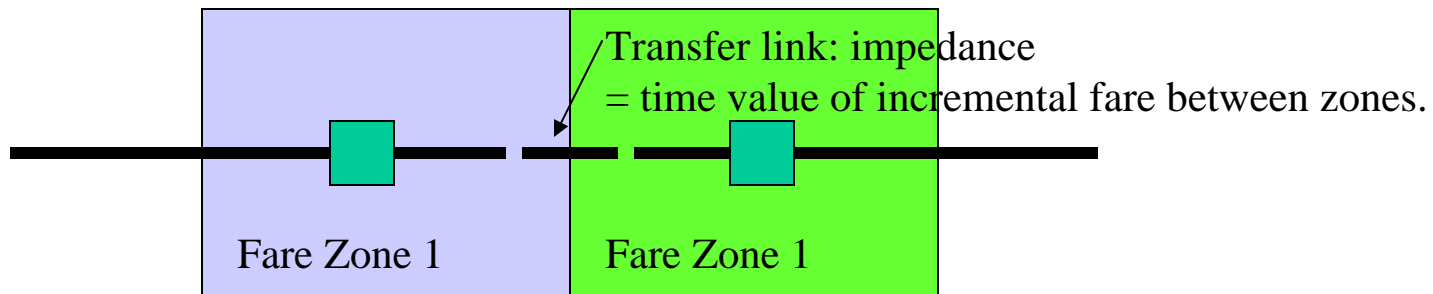 Transfer link: impedance
= time value of incremental fare between zones.
Fare Zone 1
Fare Zone 1